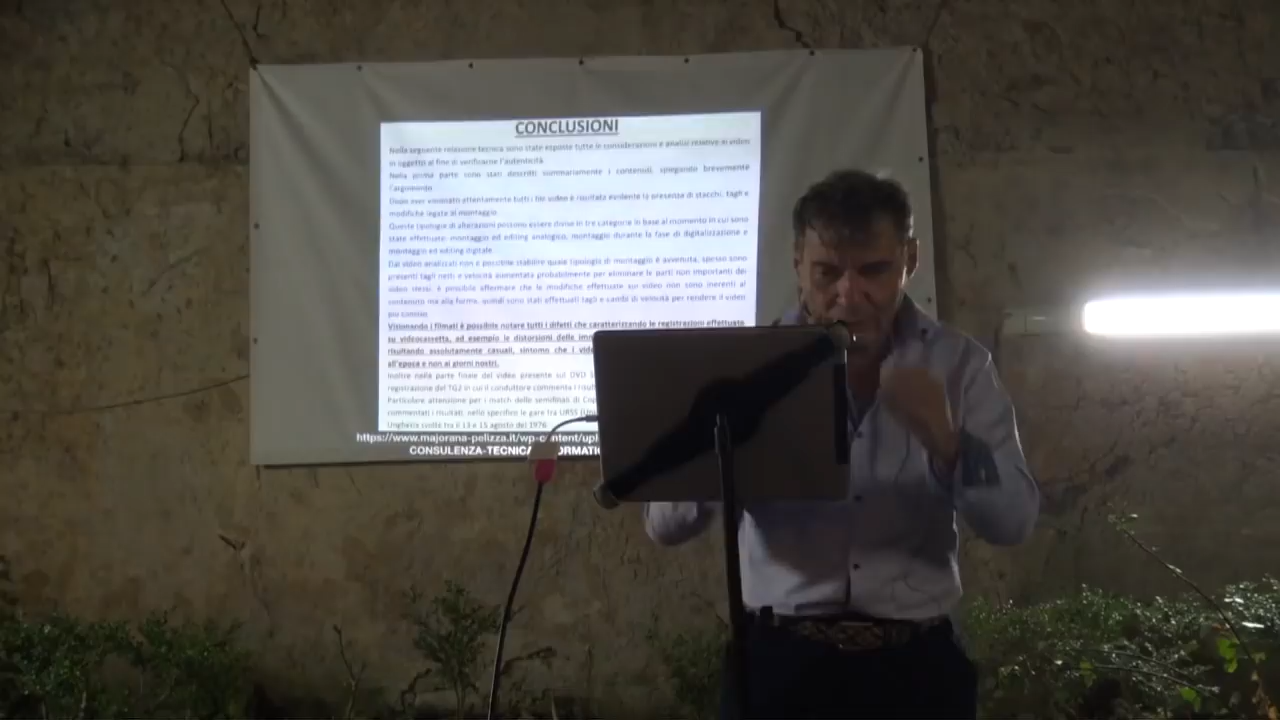 CONCLUSIONI
Nella seguente relazione tecnica sono state esposte tutte le considerazioni e analisi relative ai video
in oggetto al fine di verificarne l'autenticità
Nella prima parte sono stati descritti sommariamente i contenuti, spiegando brevemente
l'argomento
Dopo aver visionato attentamente tutti i file video è risultata evidente la presenza di stacchi, tagli e
modifiche legate al montaggio
Queste tipologie di alterazioni possono essere divise in tre categorie in base al momento in cui sono
state effettuate: montaggio ed editing analogico, montaggio durante la fase di digitalizzazione e
montaggio ed editing digitale
Dai video analizzati non è possibile stabilire quale tipologia di montaggio è avvenuta, spesso sono
presenti tagli netti e velocità aumentata probabilmente per eliminare le parti non importanti dei
video stessi. è possibile affermare che le modifiche effettuate sui video non sono inerenti al
contenuto ma alla forma, quindi sono stati effettuati tagli e cambi di velocità per rendere il video
più conciso
Visionando i filmati è possibile notare tutti i difetti che caratterizzando le registrazioni effettuato
su videocassetta, ad esempio le distorsioni delle imm
risultando assolutamente casuali, sintomo che i vide
all'epoca e non ai giorni nostri.
Inoltre nella parte finale del video presente sul DVD
registrazione del TG2 in cui il conduttore commenta i risult
Particolare attenzione per i match delle semifinali di Cop
commentati i risultati, nello specifico le gare tra URSS
Ungheria svolte tra il 13 e 15 agosto del 1976
https://www.majorana-pelizza.it/wp-content/upl
CONSULENZA-TECNICA ORMATIC